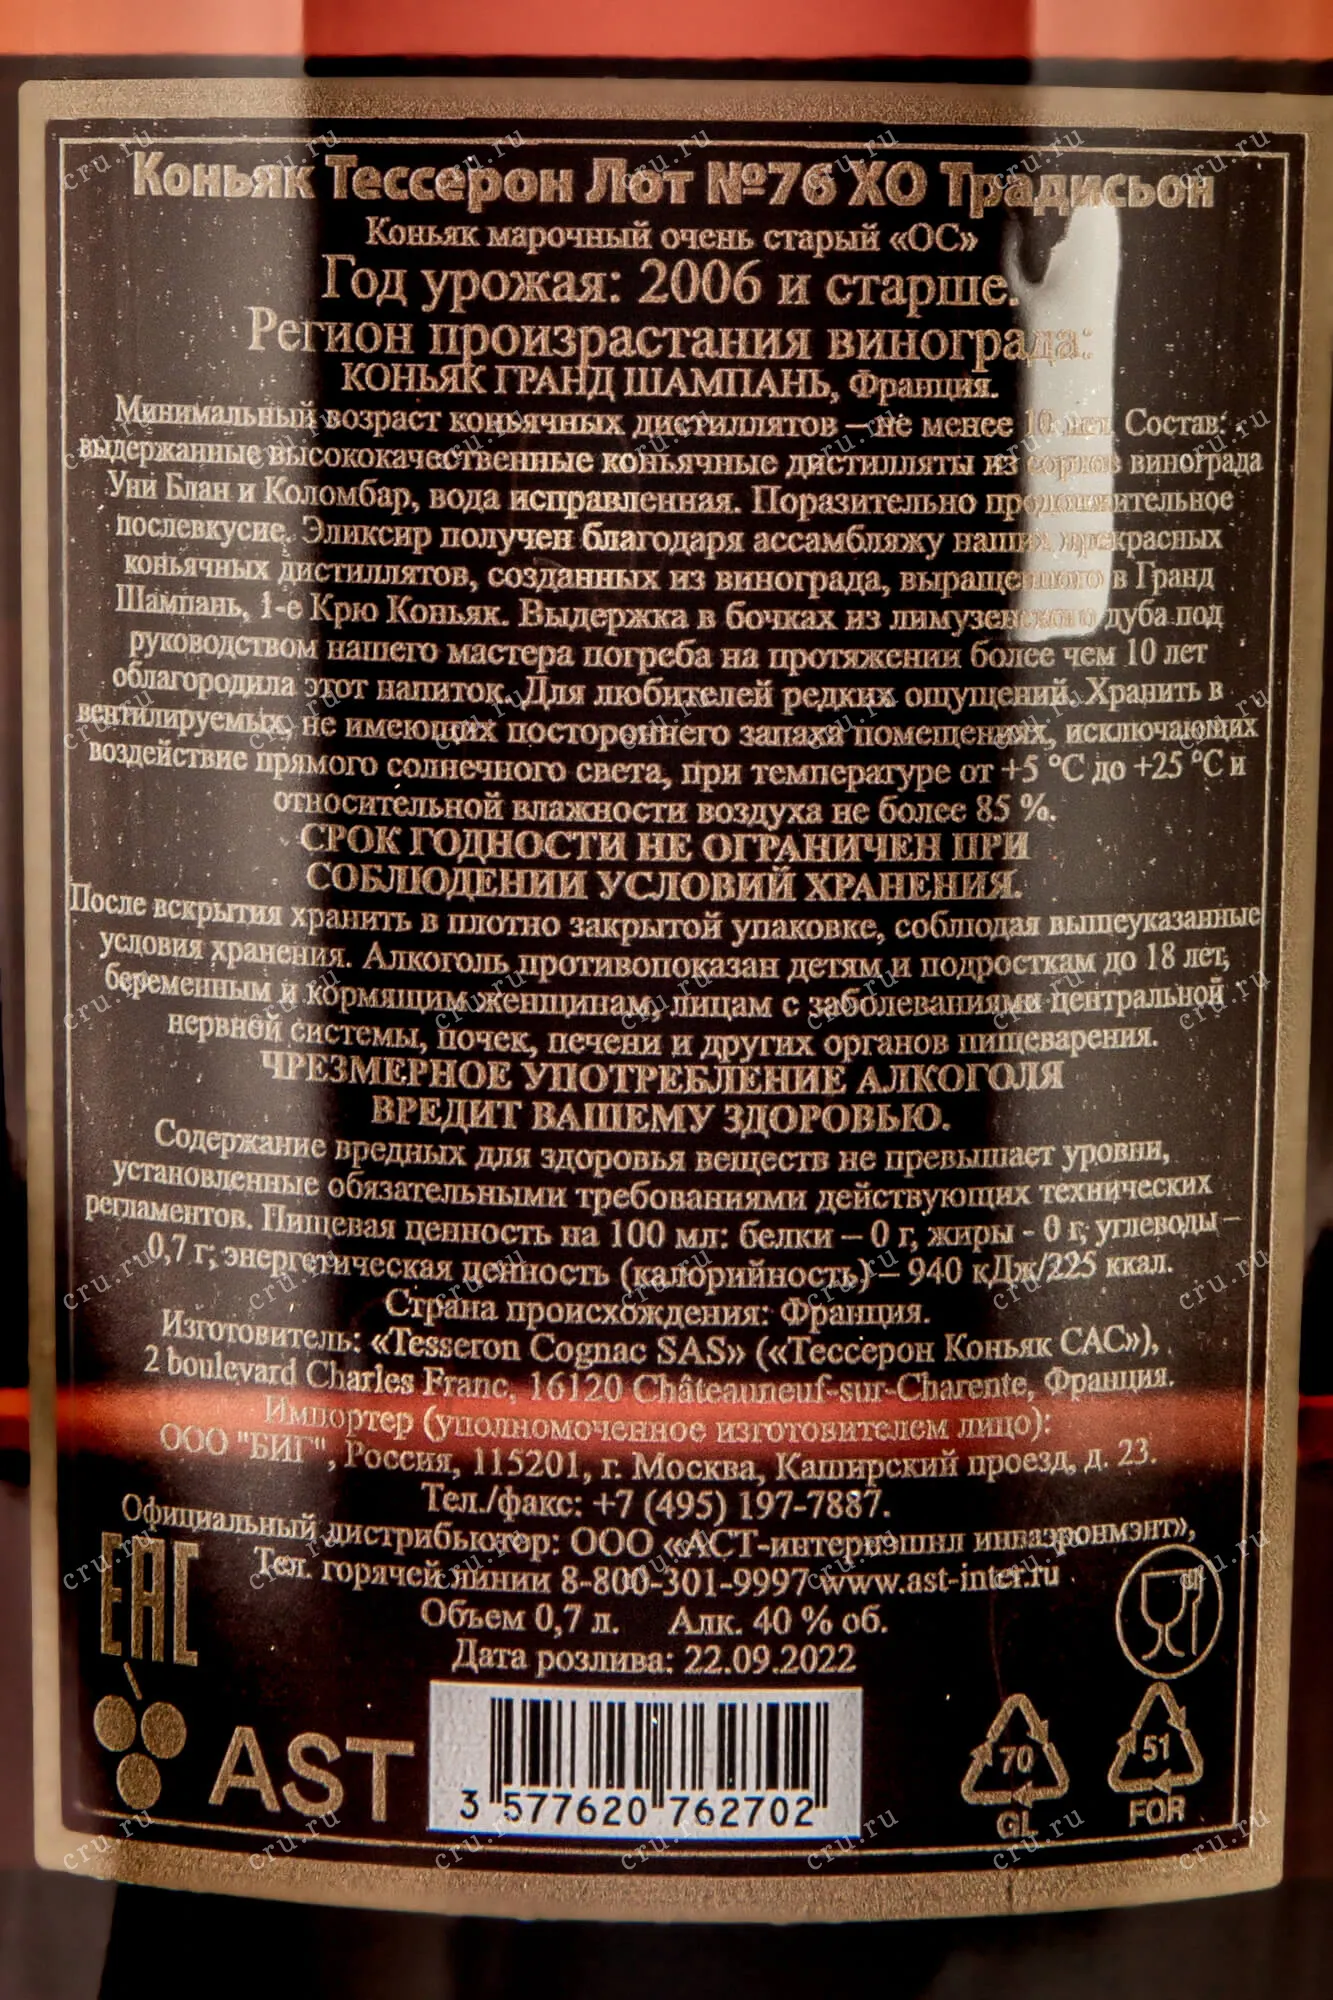 Коньяк Тессерон Лот №76 ХО Традисьон
Коньяк марочный очень старый «ОС»
Год урожая: 2006 и старше.
Регион произрастания винограда:
КОНЬЯК ГРАНД ШАМПАНЬ, Франция.
Минимальный возраст коньячных дистиллятов – не менее 10 лет. Состав:
выдержанные высококачественные коньячные дистилляты из сортов винограда
Уни Блан и Коломбар, вода исправленная. Поразительно продолжительное
послевкусие. Эликсир получен благодаря ассамбляжу наших прекрасных
коньячных дистиллятов, созданных из винограда, выращенного в Гранд
Шампань, 1-е Крю Коньяк. Выдержка в бочках из лимузенского дуба под
руководством нашего мастера погреба на протяжении более чем 10 лет
облагородила этот напиток. Для любителей редких ощущений. Хранить в
вентилируемых, не имеющих постороннего запаха помещениях, исключающих
воздействие прямого солнечного света, при температуре от +5 °С до +25 °С и
относительной влажности воздуха не более 85 %.
СРОК ГОДНОСТИ НЕ ОГРАНИЧЕН ПРИ
СОБЛЮДЕНИИ УСЛОВИЙ ХРАНЕНИЯ.
После вскрытия хранить в плотно закрытой упаковке, соблюдая вышеуказанные
условия хранения. Алкоголь противопоказан детям и подросткам до 18 лет,
беременным и кормящим женщинам, лицам с заболеваниями центральной
нервной системы, почек, печени и других органов пищеварения.
ЧРЕЗМЕРНОЕ УПОТРЕБЛЕНИЕ АЛКОГОЛЯ
ВРЕДИТ ВАШЕМУ ЗДОРОВЬЮ.
Содержание вредных для здоровья веществ не превышает уровни,
установленные обязательными требованиями действующих технических
регламентов. Пищевая ценность на 100 мл: белки – 0 г, жиры - 0 г, углеводы –
0,7 г; энергетическая ценность (калорийность) – 940 кДж/225 ккал.
Страна происхождения: Франция.
Изготовитель: «Tesseron Cognac SAS» («Тессерон Коньяк САС»),
2 boulevard Charles Franc, 16120 Châteauneuf-sur-Charente, Франция.
Импортер (уполномоченное изготовителем лицо):
ООО "БИГ", Россия, 115201, г. Москва, Каширский проезд, д. 23.
Тел./факс: +7 (495) 197-7887.
Официальный дистрибьютор: ООО «АСТ-интернэшнл инваэронмэнт»,
Тел. горячей линии 8-800-301-9997 www.ast-inter.ru
Объем 0,7 л. Алк. 40 % об.
Дата розлива: 22.09.2022
EAC
AST
3 577620 762702
70
GL
51
FOR
cru.ru